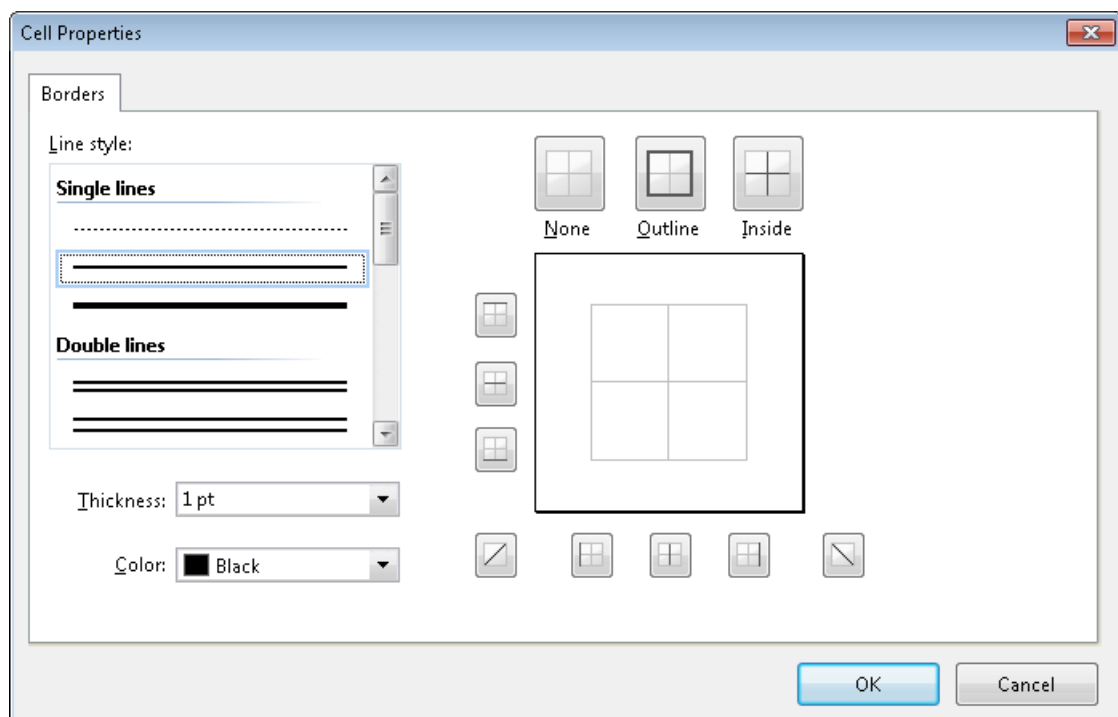 Cell Properties
Borders
Line style:
Single lines
Double lines
None
Outline
Inside
Thickness:
1 pt
Color:
Black
OK
Cancel